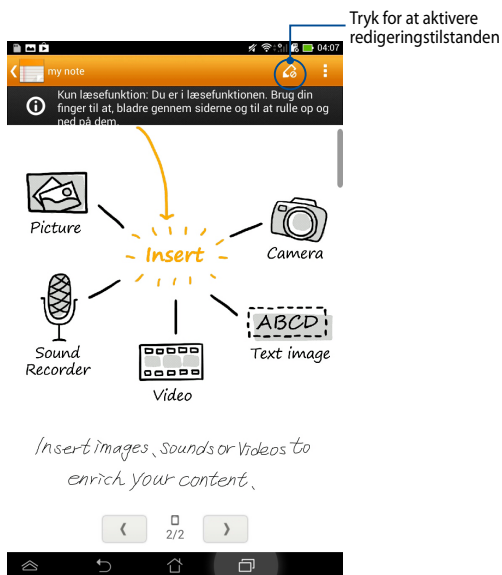 Tryk for at aktivere
redigeringstilstanden
04:07
my note
Kun læsefunktion: Du er i læsefunktionen. Brug din
finger til at, bladre gennem siderne og til at rulle op og
ned på dem.
Picture
Insert
Camera
Sound
Recorder
ABCD
Text image
Video
Insert images, sounds or videos to
enrich your content.
2/2